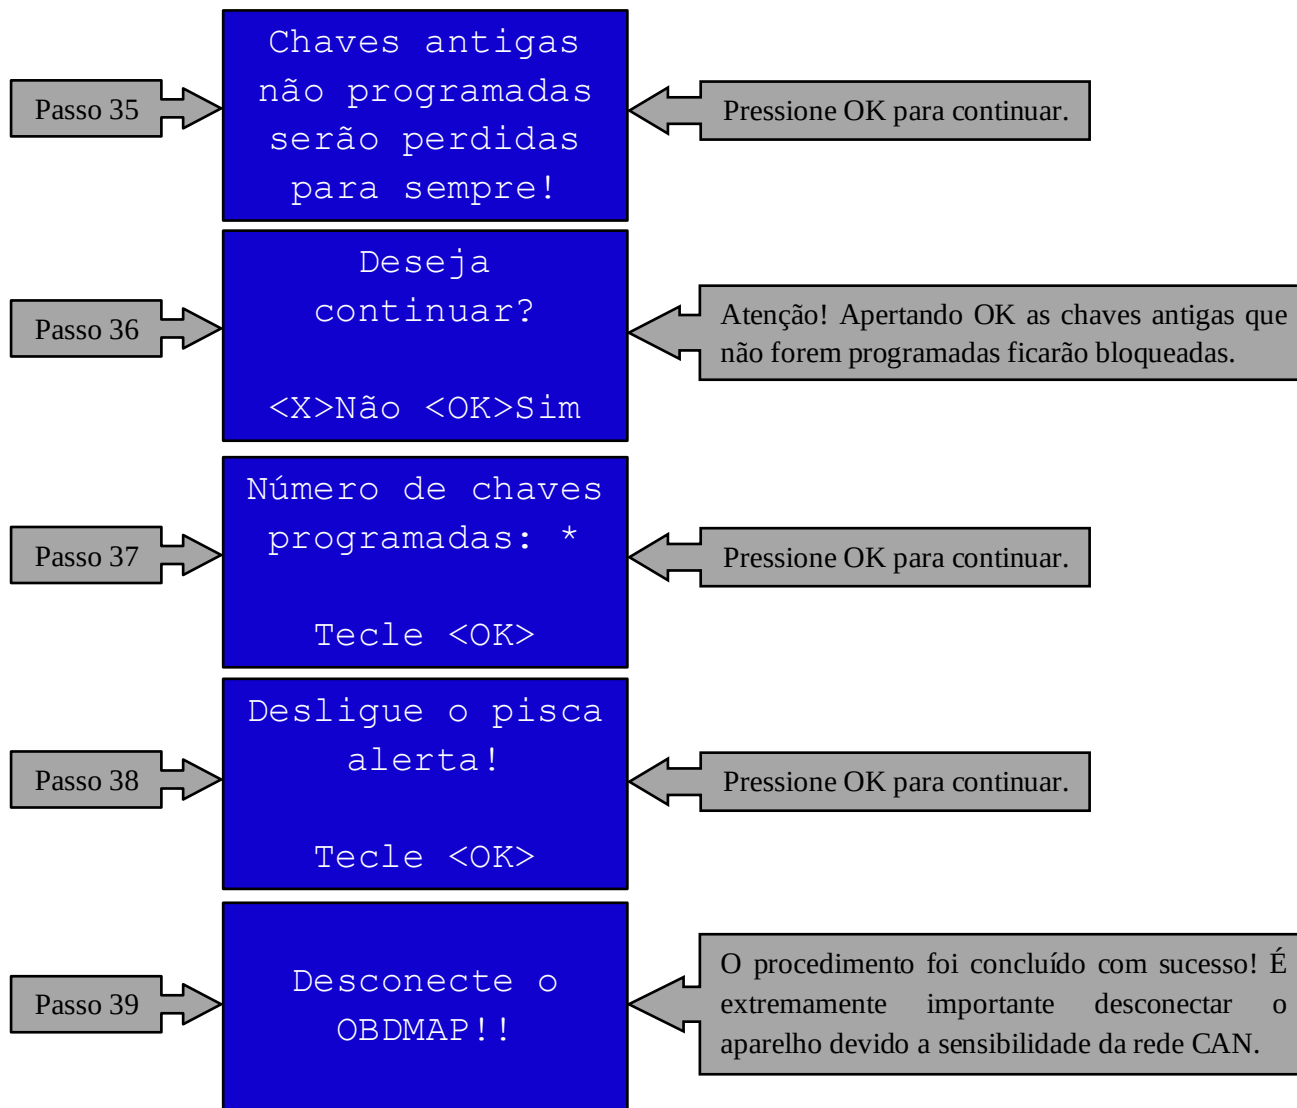 Passo 35
Chaves antigas
não programadas
serão perdidas
para sempre!
Pressione OK para continuar.
Passo 36
Deseja
continuar?
<X>Não <OK>Sim
Atenção! Apertando OK as chaves antigas que
não forem programadas ficarão bloqueadas.
Passo 37
Número de chaves
programadas: *
Tecle <OK>
Pressione OK para continuar.
Passo 38
Desligue o pisca
alerta!
Tecle <OK>
Pressione OK para continuar.
Passo 39
Desconecte o
OBDMAP!!
O procedimento foi concluído com sucesso! É
extremamente importante desconectar o
aparelho devido a sensibilidade da rede CAN.